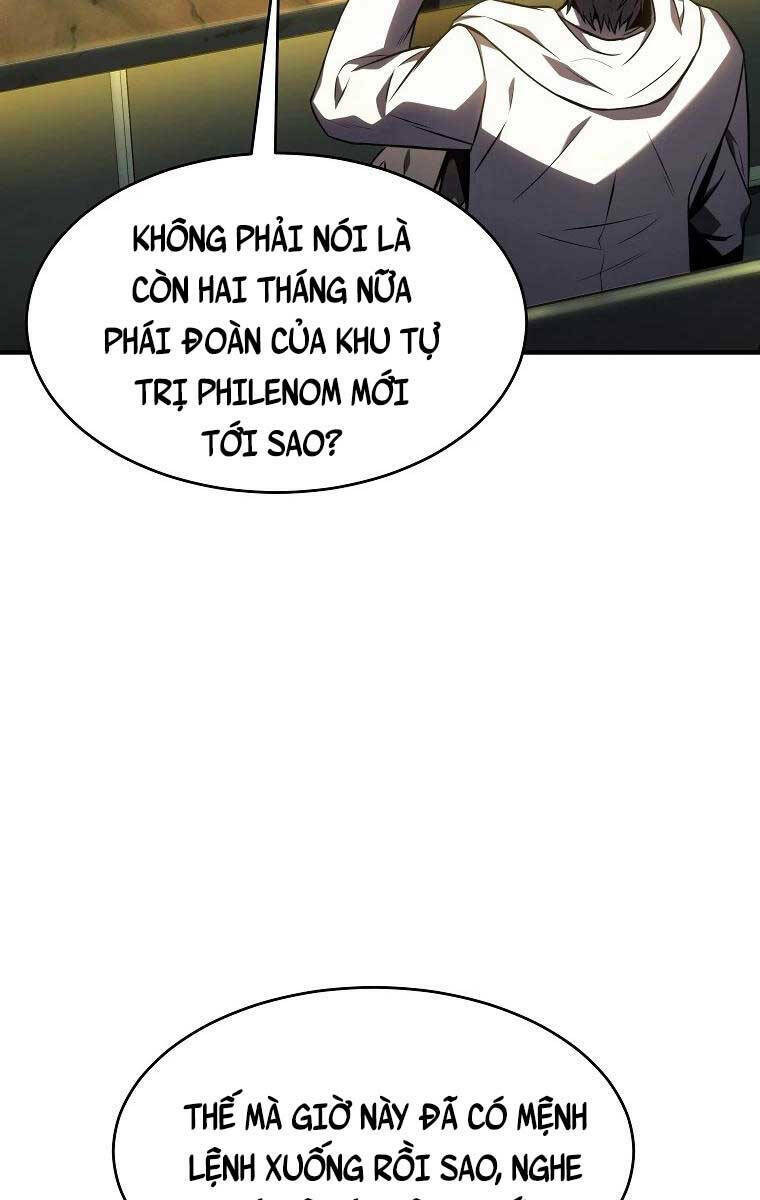 KHÔNG PHẢI NÓI LÀ
CÒN HAI THÁNG NỮA
PHÁI ĐOÀN CỦA KHU TỰ
TRỊ PHILENOM MỚI
TỚI SAO?
THẾ MÀ GIỜ NÀY ĐÃ CÓ MỆNH
LỆNH XUỐNG RỒI SAO, NGHE